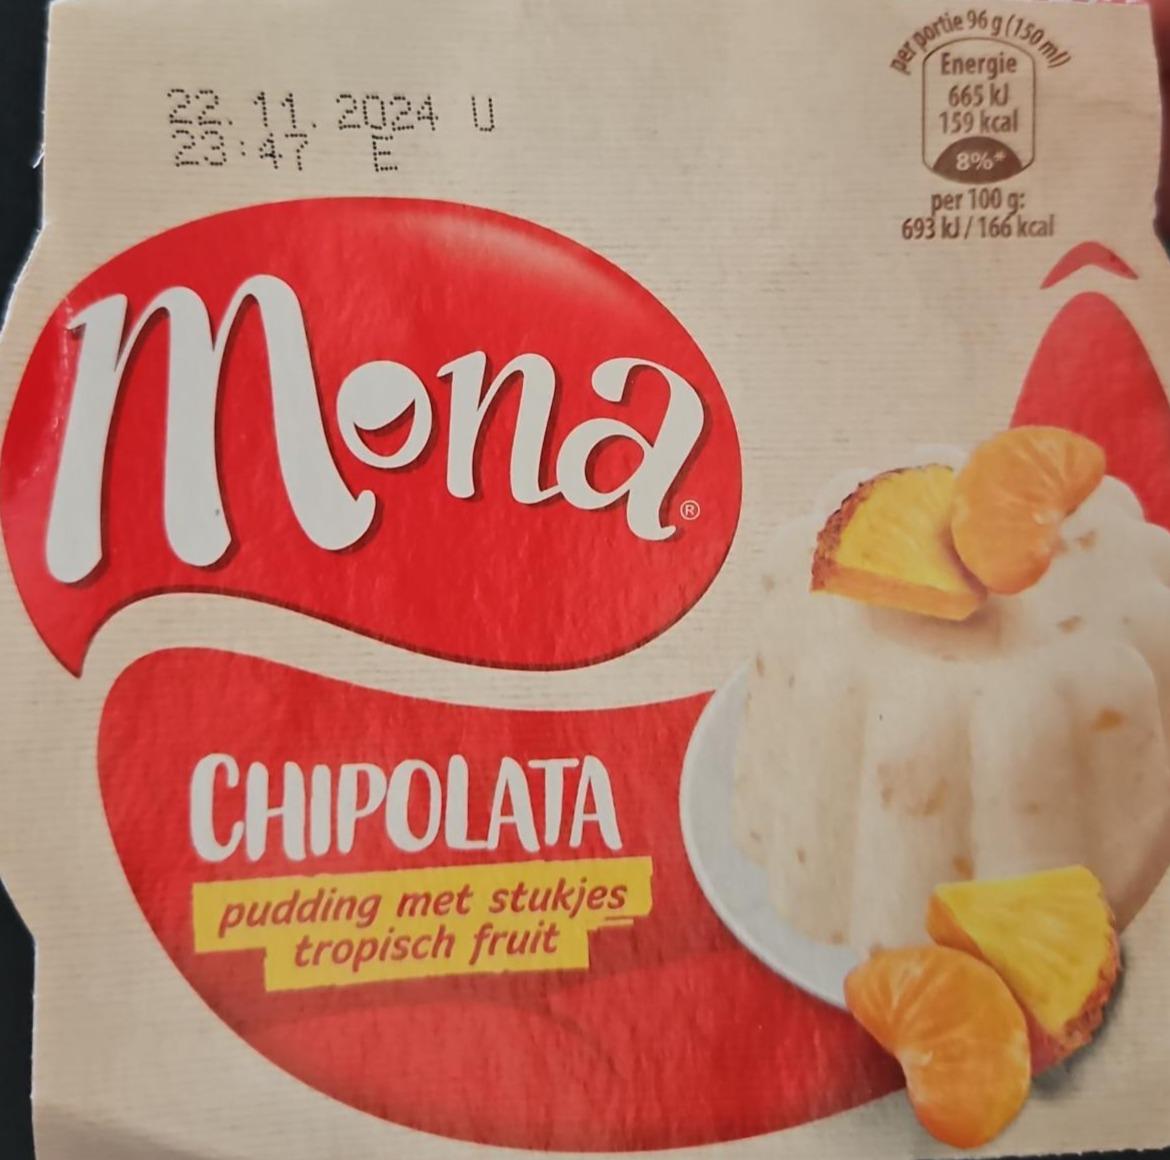 22. 11. 2024 U
23:47 E
per portie 96 g (150 ml)
Energie
665 kJ
159 kcal
8%*
per 100 g:
693 kJ / 166 kcal
Mona®
CHIPOLATA
pudding met stukjes
tropisch fruit